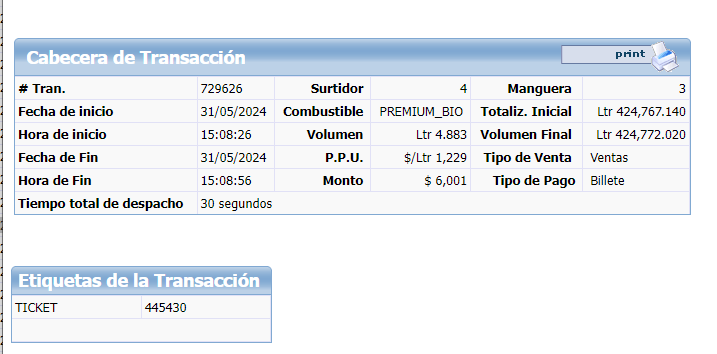 Cabecera de Transacción print
# Tran. 729626 Surtidor 4 Manguera 3
Fecha de inicio 31/05/2024 Combustible PREMIUM_BIO Totaliz. Inicial Ltr 424,767.140
Hora de inicio 15:08:26 Volumen Ltr 4.883 Volumen Final Ltr 424,772.020
Fecha de Fin 31/05/2024 P.P.U. $/Ltr 1,229 Tipo de Venta Ventas
Hora de Fin 15:08:56 Monto $ 6,001 Tipo de Pago Billete
Tiempo total de despacho 30 segundos
Etiquetas de la Transacción
TICKET 445430